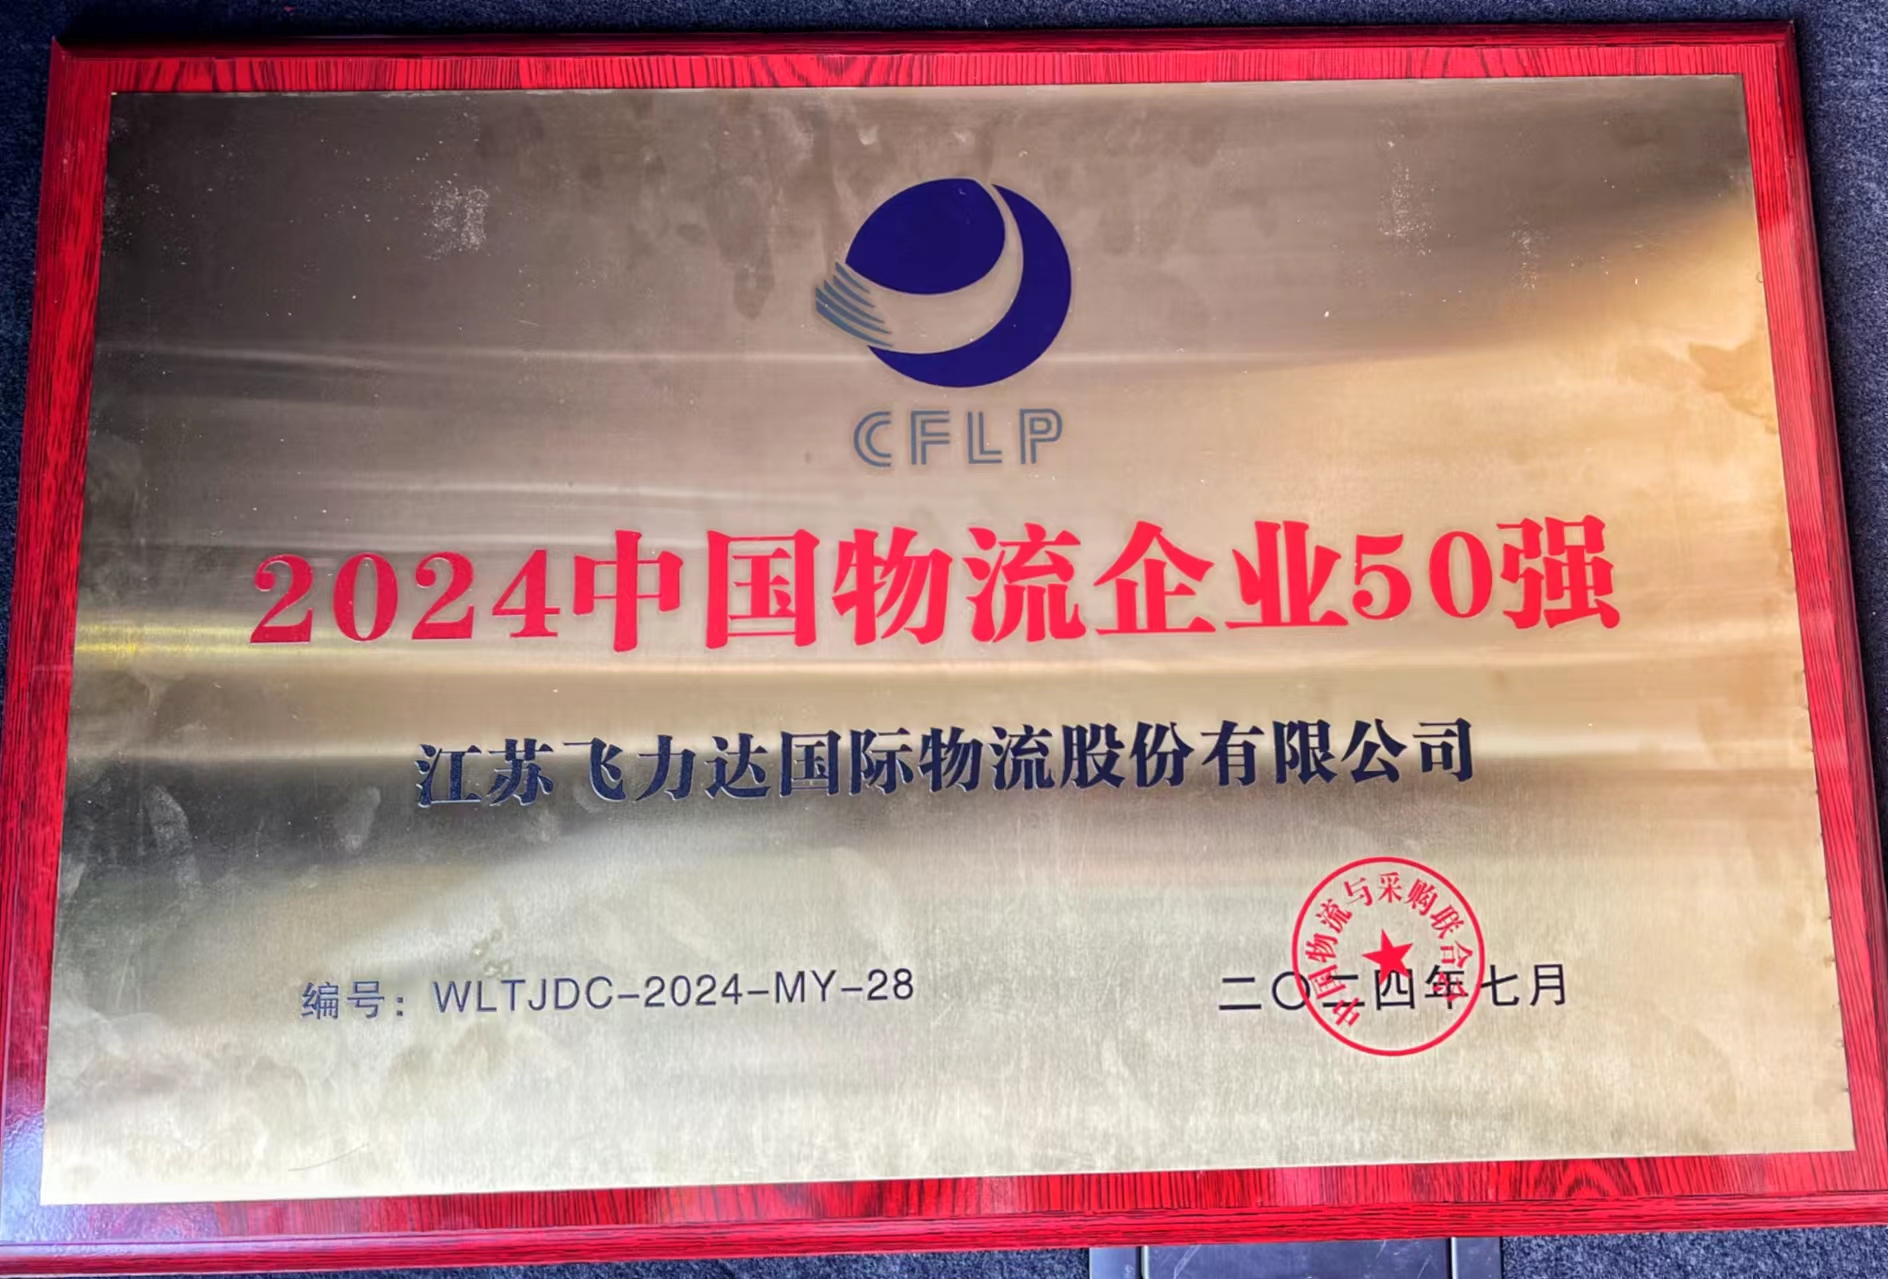 CFLP
2024中国物流企业50强
江苏飞力达国际物流股份有限公司
编号：WLTJDC-2024-MY-28
二〇二四年七月
中国物流与采购联合会